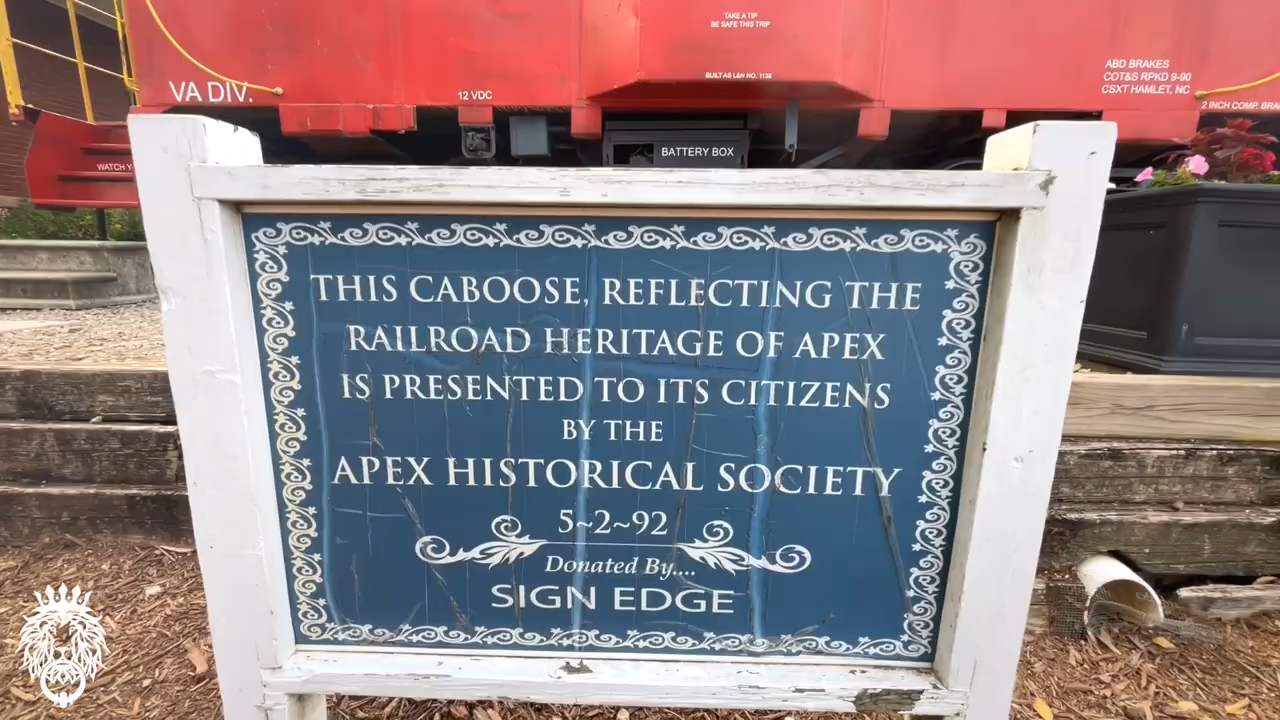 TAKE A TIP
BE SAFE THIS TRIP
BUILT AS L&N NO. 1138
VA DIV.
12 VDC
ABD BRAKES
COT&S RPKD 9-90
CSXT HAMLET, NC
2 INCH COMP.
BATTERY BOX
WATCH
THIS CABOOSE, REFLECTING THE
RAILROAD HERITAGE OF APEX
IS PRESENTED TO ITS CITIZENS
BY THE
APEX HISTORICAL SOCIETY
5~2~92
Donated By....
SIGN EDGE